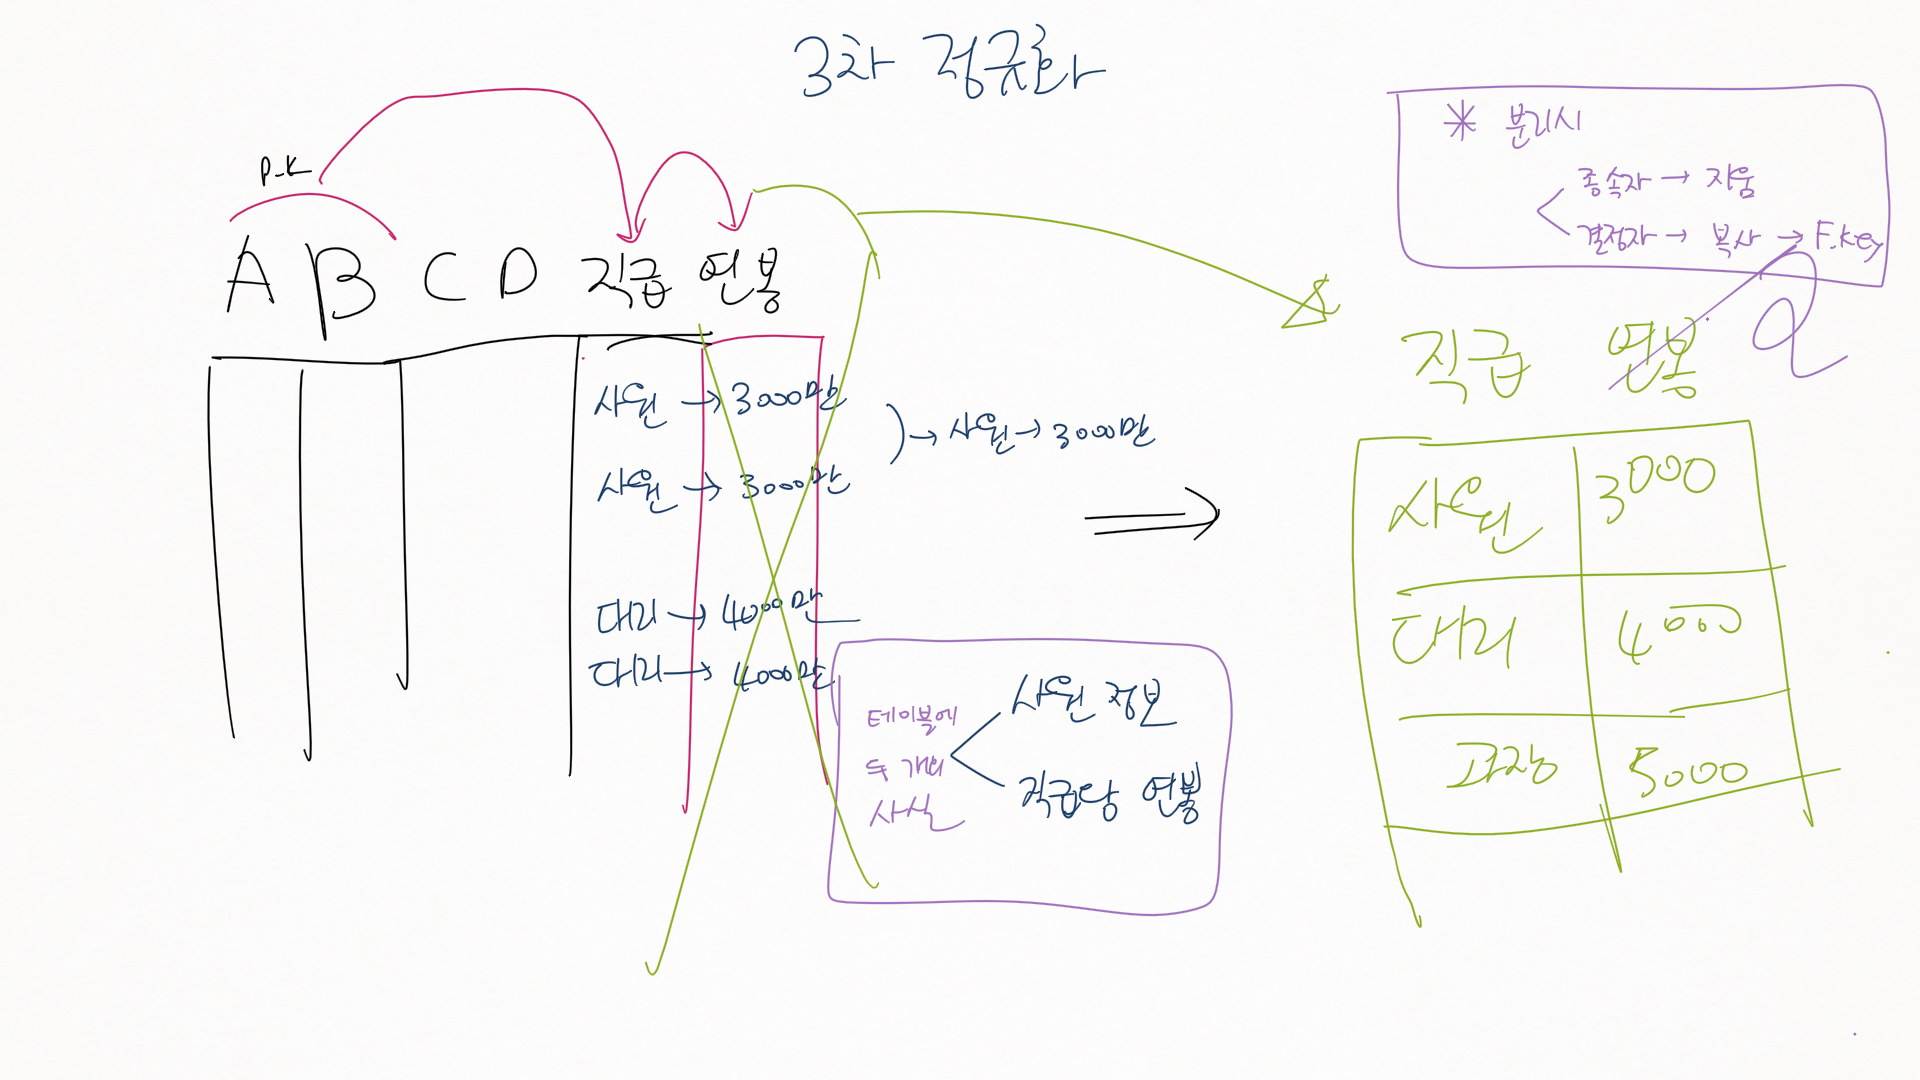 3차 정규화
P-K
A B C D 직급 연봉
사원 → 3000만
사원 → 3000만
→ 사원 → 3000만
대리 → 4000만
대리 → 4000만
테이블에
두 개의
사실
사원 정보
직급당 연봉
* 분리시
종속자 → 지움
결정자 → 복사 → F.key
직급 연봉
사원 3000
대리 4000
과장 5000